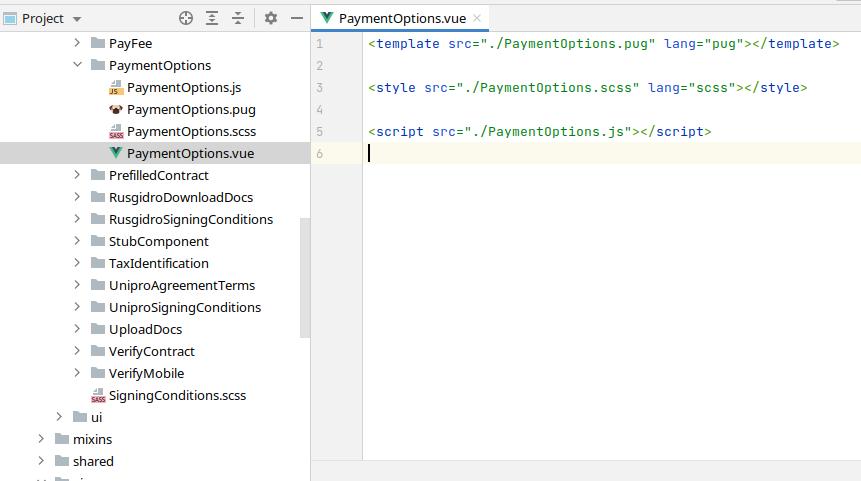 Project
PaymentOptions.vue
PayFee
PaymentOptions
PaymentOptions.js
PaymentOptions.pug
PaymentOptions.scss
PaymentOptions.vue
PrefilledContract
RusgidroDownloadDocs
RusgidroSigningConditions
StubComponent
TaxIdentification
UniproAgreementTerms
UniproSigningConditions
UploadDocs
VerifyContract
VerifyMobile
SigningConditions.scss
ui
mixins
shared
1 <template src="./PaymentOptions.pug" lang="pug"></template>
2
3 <style src="./PaymentOptions.scss" lang="scss"></style>
4
5 <script src="./PaymentOptions.js"></script>
6